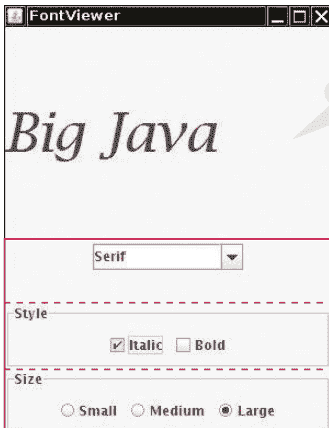 FontViewer
Big Java
Serif
Style
Italic Bold
Size
Small Medium Large